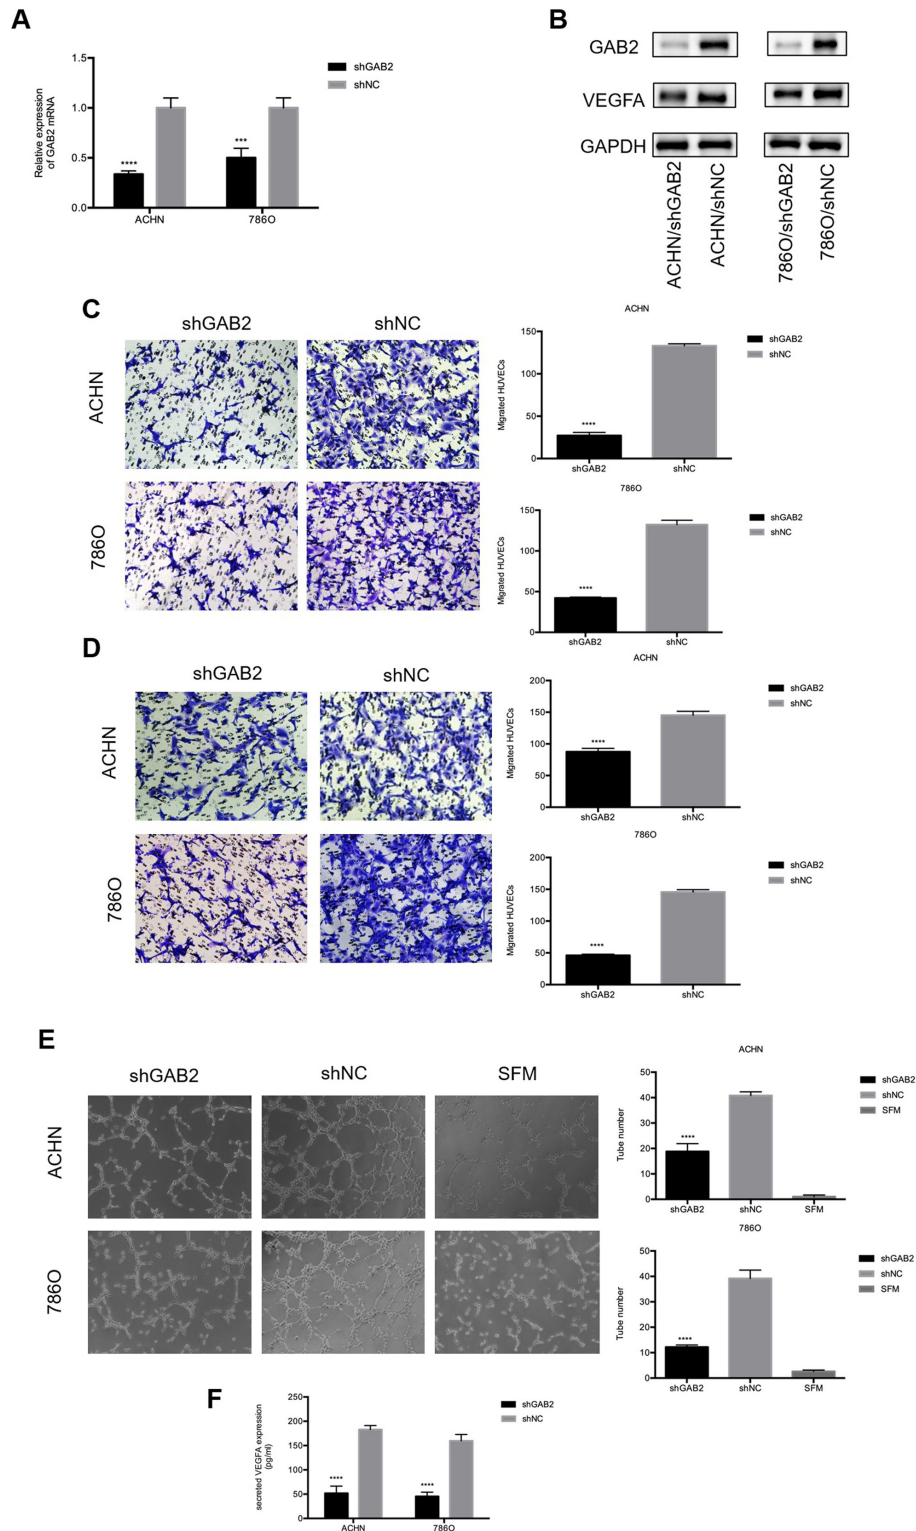 A
1.5
1.0
0.5
0.0
Relative expression
of GAB2 mRNA
****
***
ACHN
786O
shGAB2
shNC
B
GAB2
VEGFA
GAPDH
ACHN/shGAB2
ACHN/shNC
786O/shGAB2
786O/shNC
C
shGAB2
shNC
ACHN
786O
ACHN
150
100
50
0
Migrated HUVECs
****
shGAB2
shNC
shGAB2
shNC
786O
150
100
50
0
Migrated HUVECs
****
shGAB2
shNC
shGAB2
shNC
D
shGAB2
shNC
ACHN
786O
ACHN
200
150
100
50
0
Migrated HUVECs
****
shGAB2
shNC
shGAB2
shNC
786O
200
150
100
50
0
Migrated HUVECs
****
shGAB2
shNC
shGAB2
shNC
E
shGAB2
shNC
SFM
ACHN
786O
ACHN
50
40
30
20
10
0
Tube number
****
shGAB2
shNC
SFM
shGAB2
shNC
SFM
786O
50
40
30
20
10
0
Tube number
****
shGAB2
shNC
SFM
shGAB2
shNC
SFM
F
250
200
150
100
50
0
secreted VEGFA expression
(pg/ml)
****
****
ACHN
786O
shGAB2
shNC